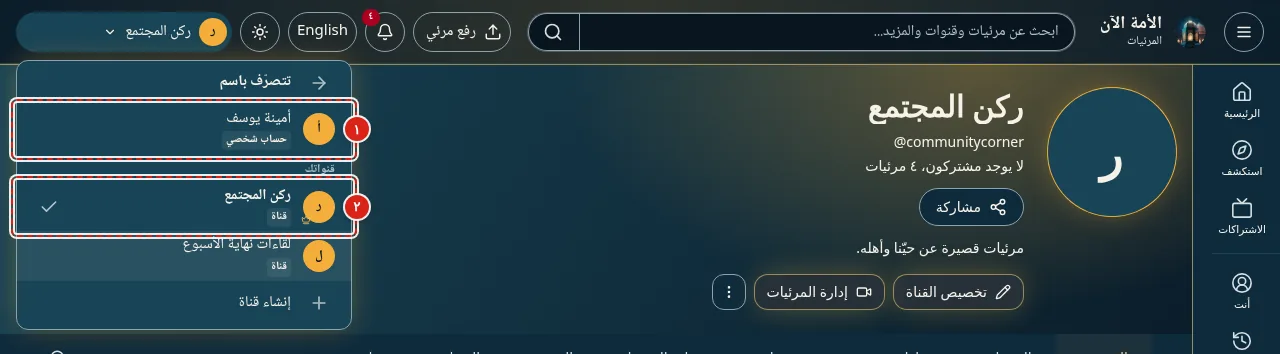 الأمة الآن
المرئيات
ابحث عن مرئيات وقنوات والمزيد...
رفع مرئي
٤
English
ركن المجتمع
ر
الرئيسية
استكشف
الاشتراكات
أنت
ر
ركن المجتمع
@communitycorner
لا يوجد مشتركون، ٤ مرئيات
مشاركة
مرئيات قصيرة عن حيّنا وأهله.
تخصيص القناة
إدارة المرئيات
تتصرّف باسم
١
أ
أمينة يوسف
حساب شخصي
قنواتك
٢
ر
ركن المجتمع
قناة
ل
لقاءات نهاية الأسبوع
قناة
إنشاء قناة